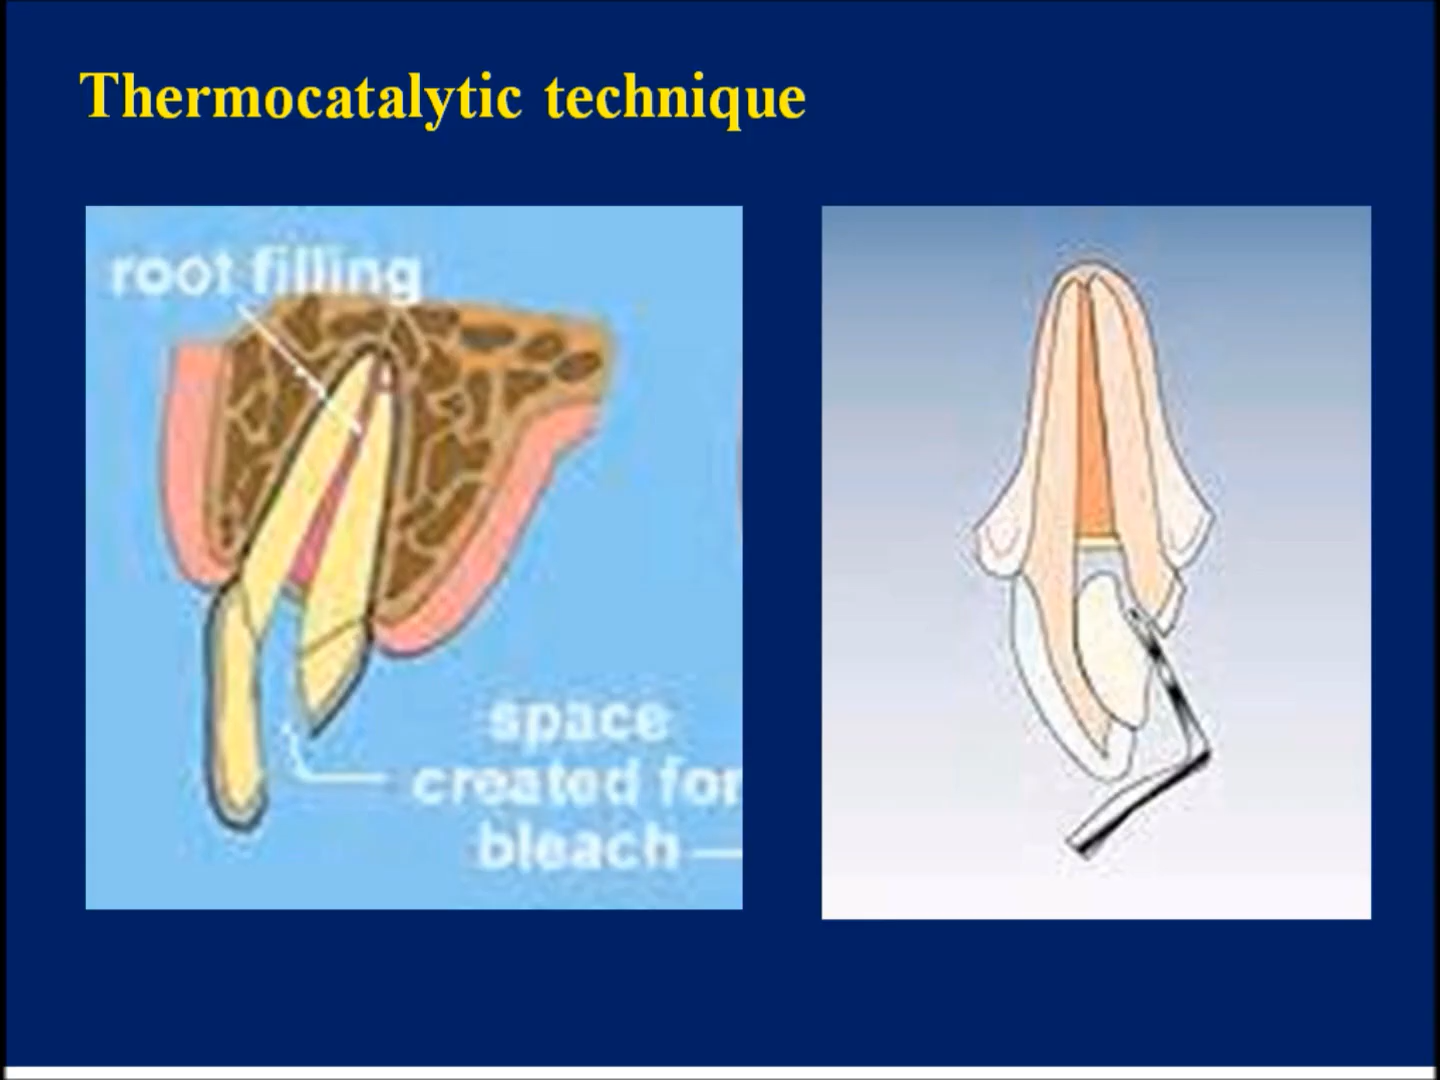 Thermocatalytic technique
root filling
space
created for
bleach